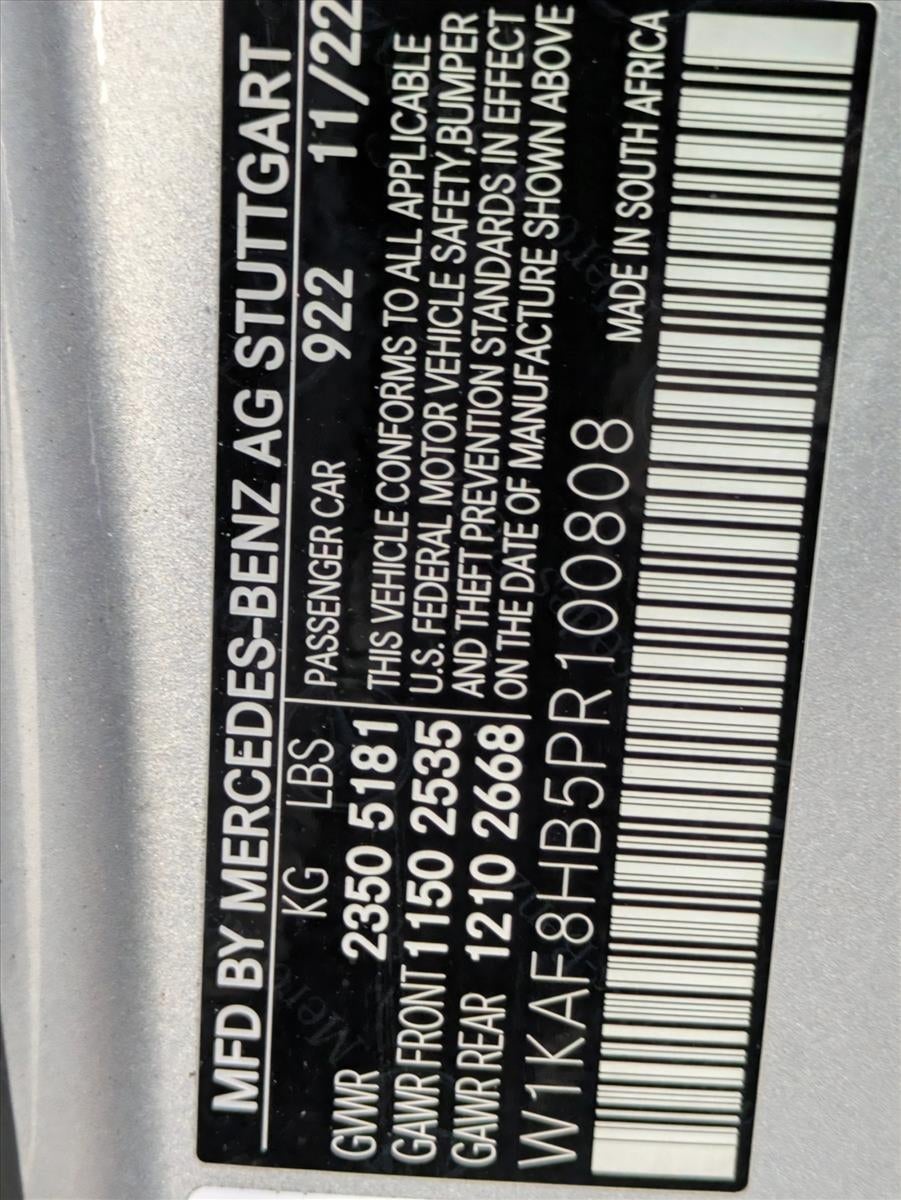 MFD BY MERCEDES-BENZ AG STUTTGART
KG LBS PASSENGER CAR 922 11/22
GVWR 2350 5181
GAWR FRONT 1150 2535
GAWR REAR 1210 2668
THIS VEHICLE CONFORMS TO ALL APPLICABLE
U.S. FEDERAL MOTOR VEHICLE SAFETY,BUMPER
AND THEFT PREVENTION STANDARDS IN EFFECT
ON THE DATE OF MANUFACTURE SHOWN ABOVE
W1KAF8HB5PR100808 MADE IN SOUTH AFRICA